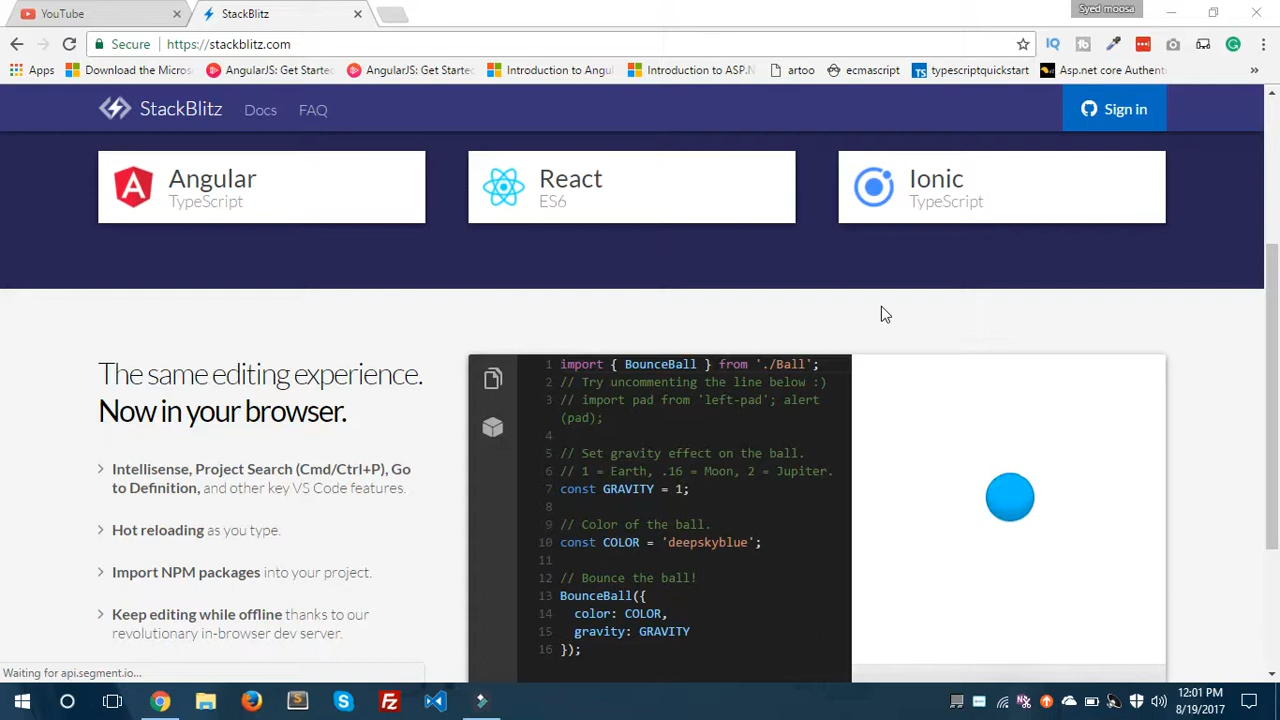 YouTube
StackBlitz
Syed moosa
Secure
https://stackblitz.com
Apps
Download the Micros
AngularJS: Get Starte
AngularJS: Get Starte
Introduction to Angu
Introduction to ASP.N
artoo
ecmascript
typescriptquickstart
Asp.net core Authent
»
StackBlitz
Docs
FAQ
Sign in
Angular
TypeScript
React
ES6
Ionic
TypeScript
The same editing experience.
Now in your browser.
Intellisense, Project Search (Cmd/Ctrl+P), Go
to Definition, and other key VS Code features.
Hot reloading as you type.
Import NPM packages into your project.
Keep editing while offline thanks to our
revolutionary in-browser dev server.
1 import { BounceBall } from './Ball';
2 // Try uncommenting the line below :)
3 // import pad from 'left-pad'; alert
(pad);
4
5 // Set gravity effect on the ball.
6 // 1 = Earth, .16 = Moon, 2 = Jupiter.
7 const GRAVITY = 1;
8
9 // Color of the ball.
10 const COLOR = 'deepskyblue';
11
12 // Bounce the ball!
13 BounceBall({
14 color: COLOR,
15 gravity: GRAVITY
16 });
Waiting for api.segment.io...
12:01 PM
8/19/2017